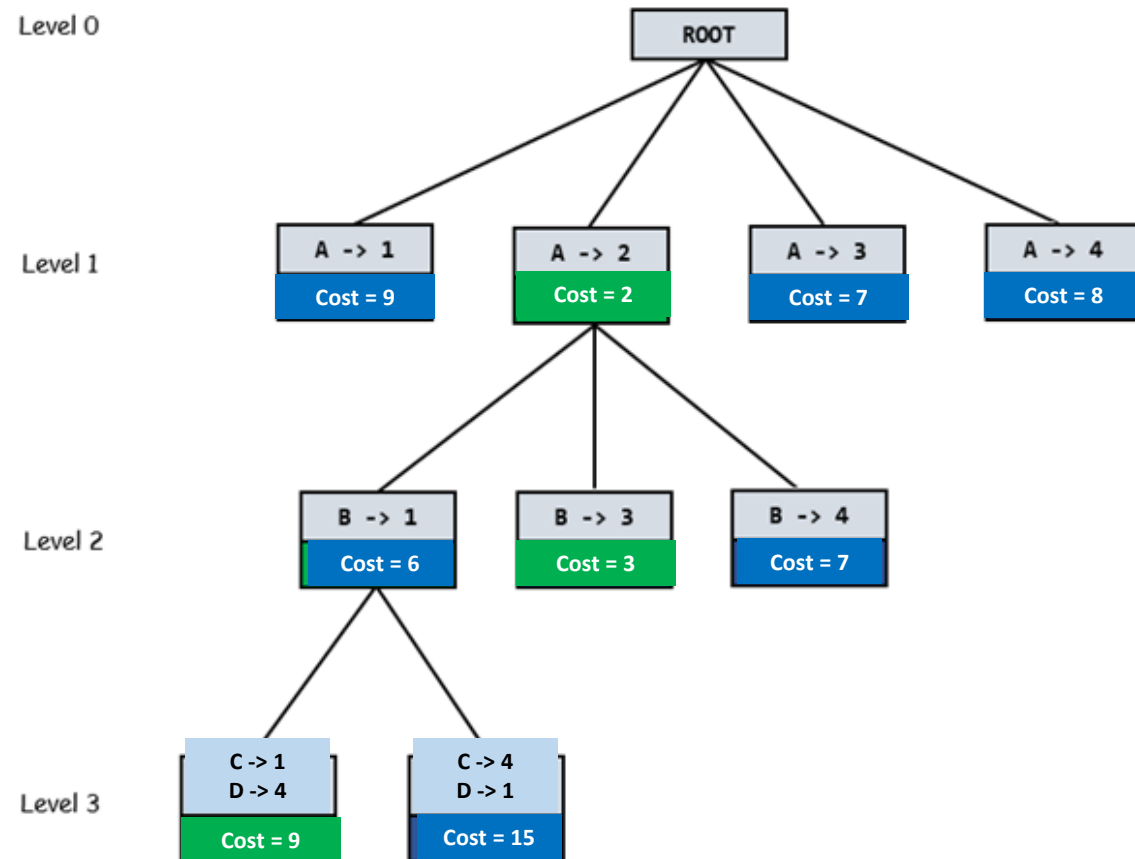 Level 0
ROOT
Level 1
A -> 1
Cost = 9
A -> 2
Cost = 2
A -> 3
Cost = 7
A -> 4
Cost = 8
Level 2
B -> 1
Cost = 6
B -> 3
Cost = 3
B -> 4
Cost = 7
Level 3
C -> 1
D -> 4
Cost = 9
C -> 4
D -> 1
Cost = 15